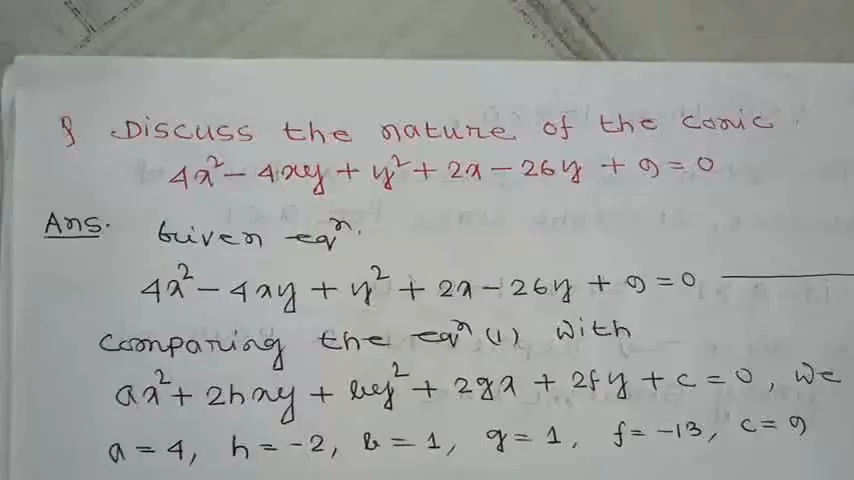 Q Discuss the nature of the conic
4x² - 4xy + y² + 2x - 26y + 9 = 0
Ans. Given eqⁿ.
4x² - 4xy + y² + 2x - 26y + 9 = 0
comparing the eqⁿ (1) with
ax² + 2hxy + by² + 2gx + 2fy + c = 0, we
a = 4, h = -2, b = 1, g = 1, f = -13, c = 9